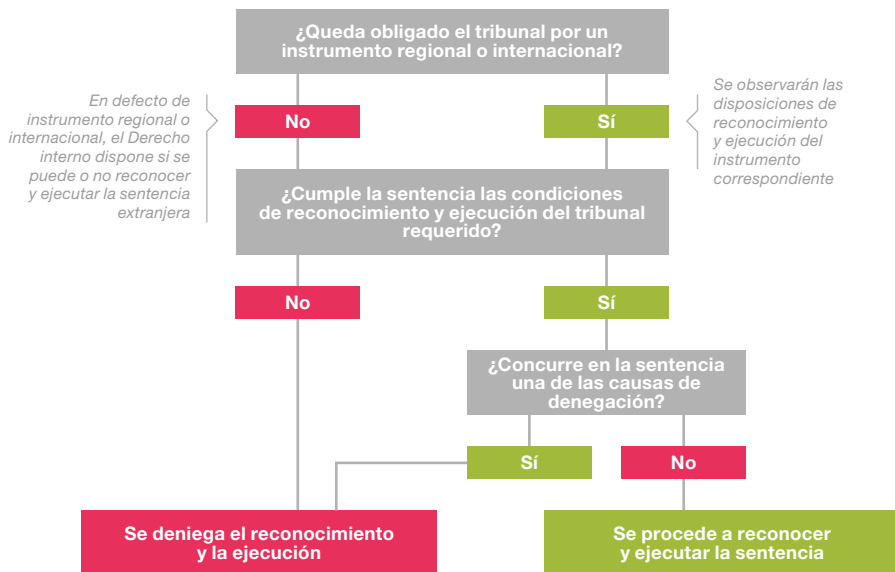 ¿Queda obligado el tribunal por un
instrumento regional o internacional?
En defecto de
instrumento regional o
internacional, el Derecho
interno dispone si se
puede o no reconocer
y ejecutar la sentencia
extranjera
No
Sí
Se observarán las
disposiciones de
reconocimiento
y ejecución del
instrumento
correspondiente
¿Cumple la sentencia las condiciones
de reconocimiento y ejecución del tribunal
requerido?
No
Sí
¿Concurre en la sentencia
una de las causas de
denegación?
Sí
No
Se deniega el reconocimiento
y la ejecución
Se procede a reconocer
y ejecutar la sentencia